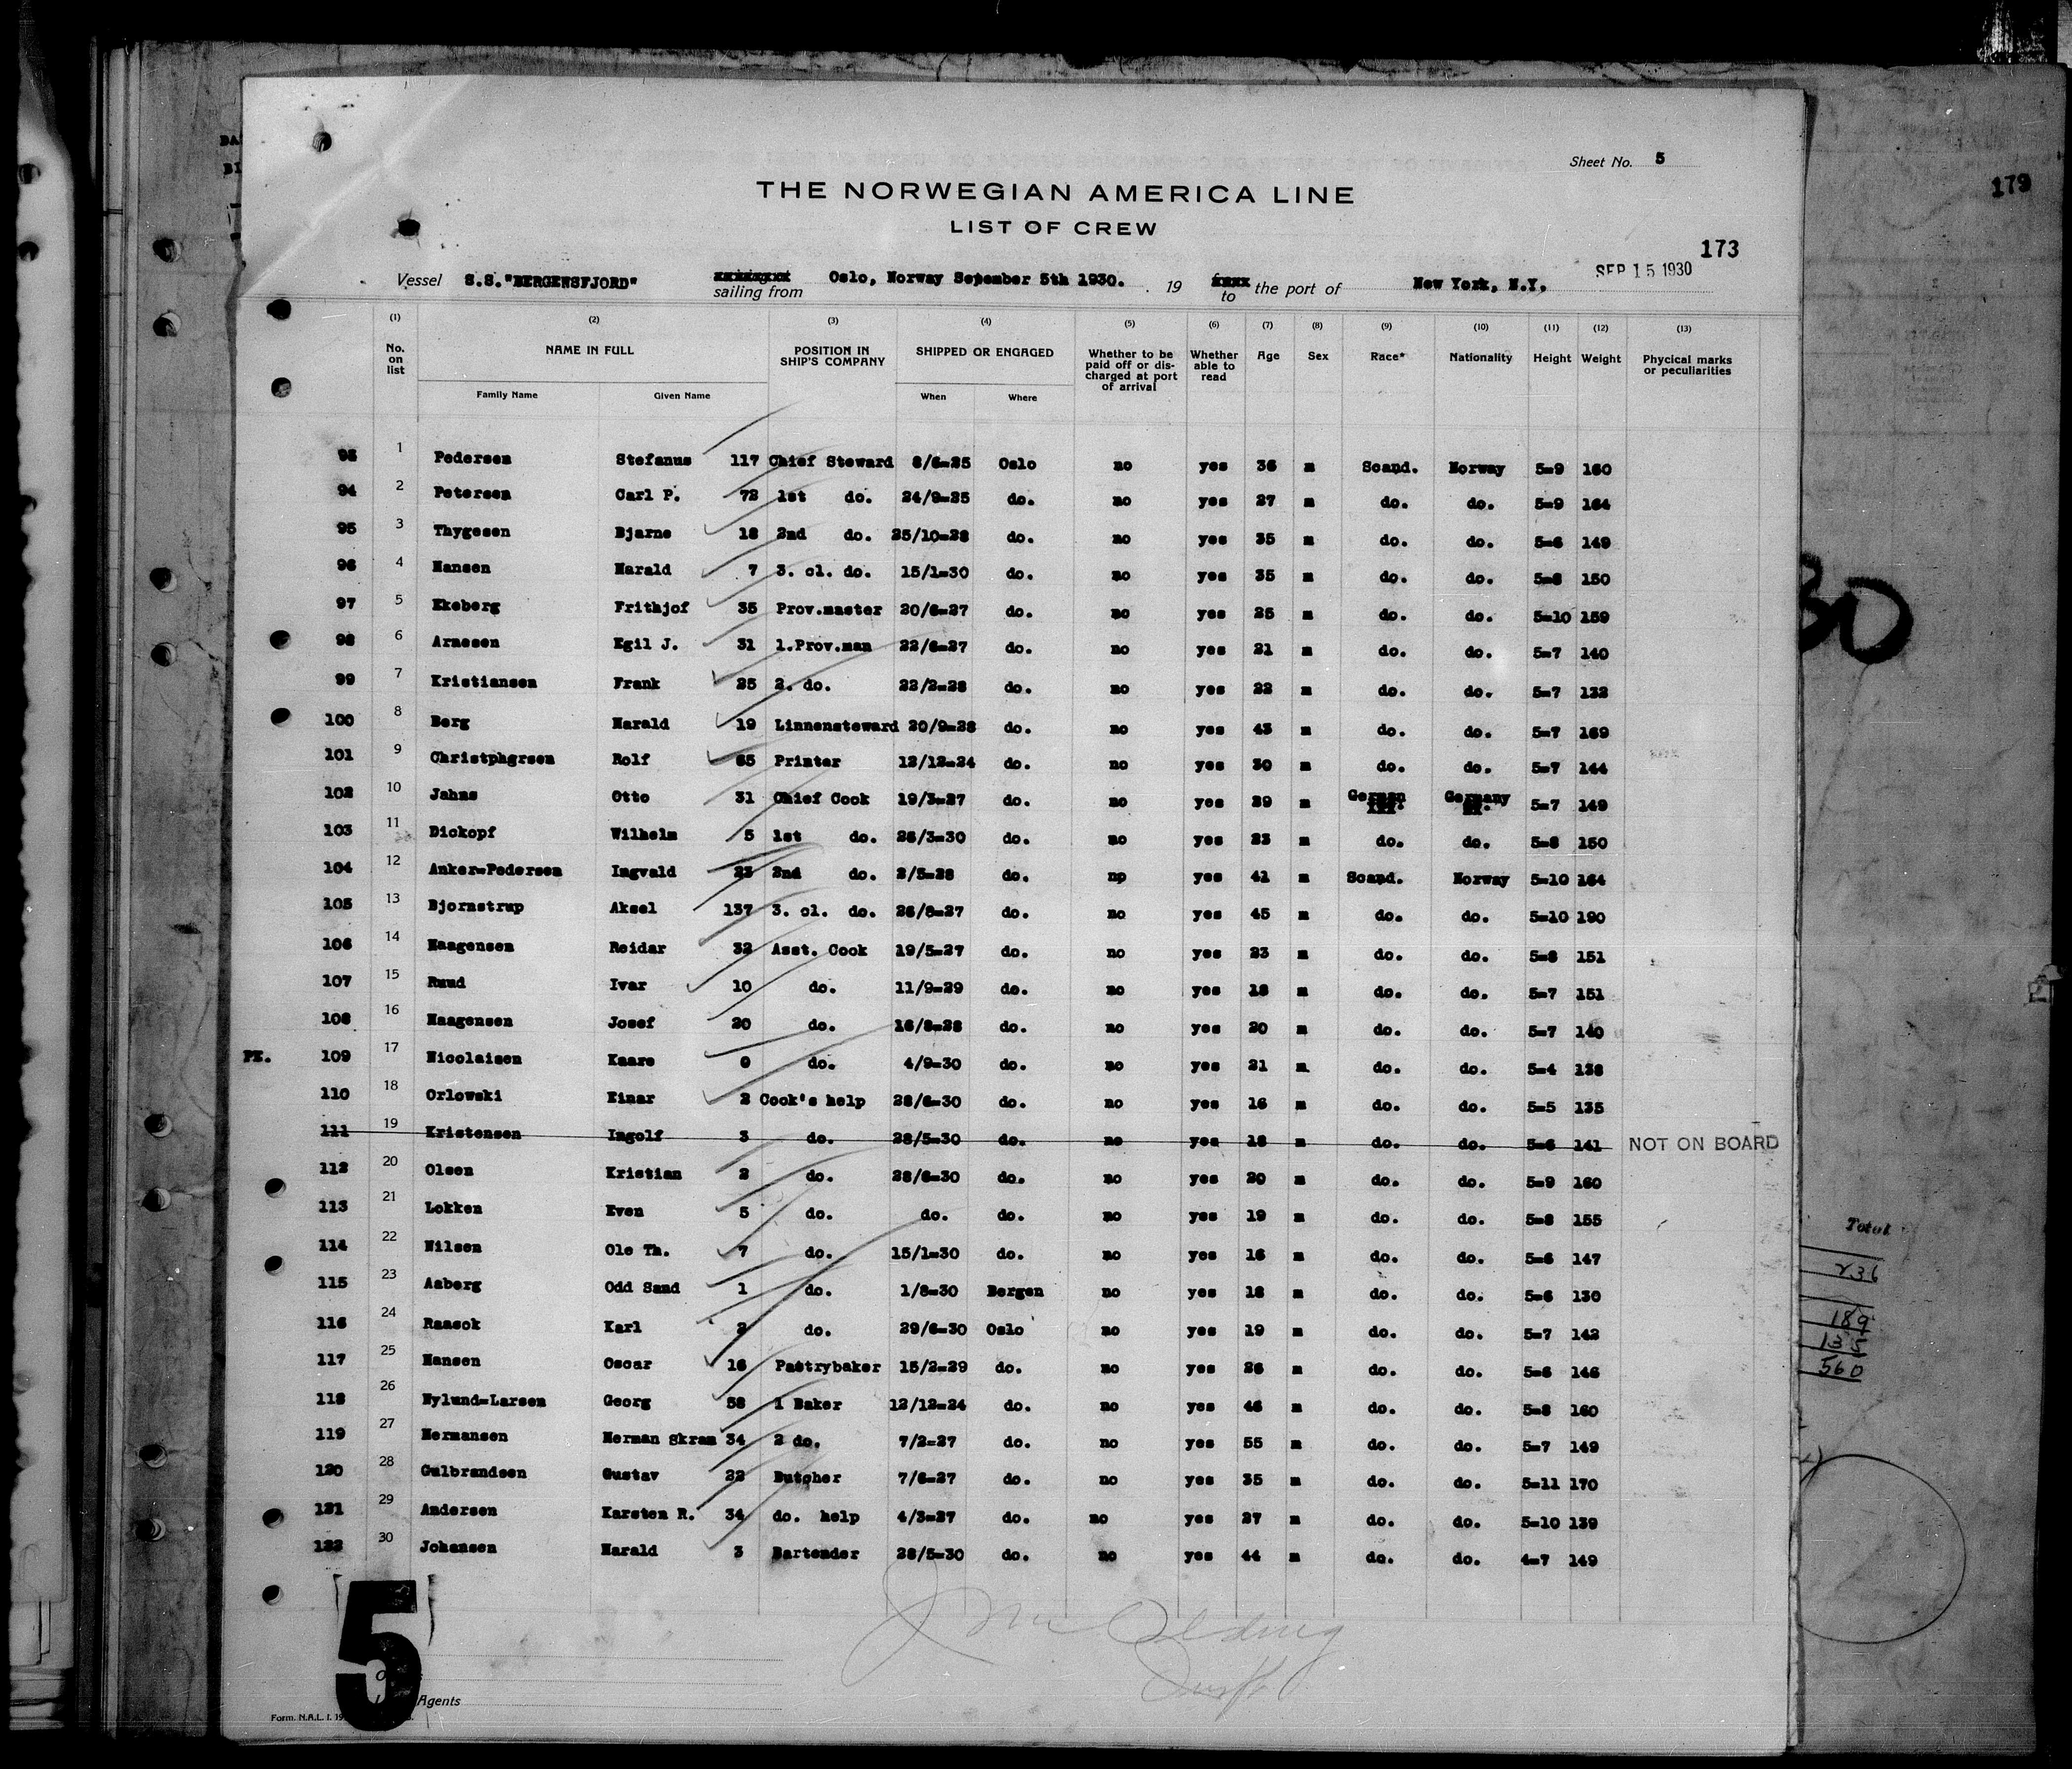 Sheet No. 5
179
THE NORWEGIAN AMERICA LINE
LIST OF CREW
173
SEP 15 1930
Vessel S.S."BERGENSFJORD" sailing from Oslo, Norway Sepember 5th 1930. . 19 to the port of New York, N.Y.
(1) (2) (3) (4) (5) (6) (7) (8) (9) (10) (11) (12) (13)
No. on list NAME IN FULL POSITION IN SHIP'S COMPANY SHIPPED OR ENGAGED Whether to be paid off or discharged at port of arrival Whether able to read Age Sex Race* Nationality Height Weight Phycical marks or peculiarities
Family Name Given Name When Where
93 1 Pedersen Stefanus 117 Chief Steward 8/6-25 Oslo no yes 36 m Scand. Norway 5-9 160
94 2 Petersen Carl P. 72 1st do. 24/9-25 do. no yes 27 m do. do. 5-9 164
95 3 Thygesen Bjarne 18 2nd do. 25/10-28 do. no yes 35 m do. do. 5-6 149
96 4 Hansen Harald 7 3. cl. do. 15/1-30 do. no yes 35 m do. do. 5-8 150
97 5 Ekeberg Frithjof 35 Prov.master 20/6-27 do. no yes 25 m do. do. 5-10 159
98 6 Arnesen Egil J. 31 1.Prov.man 22/6-27 do. no yes 21 m do. do. 5-7 140
99 7 Kristiansen Frank 25 2. do. 22/2-28 do. no yes 22 m do. do. 5-7 132
100 8 Berg Harald 19 Linnensteward 20/9-28 do. no yes 43 m do. do. 5-7 169
101 9 Christphgrsen Rolf 65 Printer 12/12-24 do. no yes 30 m do. do. 5-7 144
102 10 Jahns Otto 31 Chief Cook 19/3-27 do. no yes 29 m German Germany 5-7 149
103 11 Dickopf Wilhelm 5 1st do. 26/3-30 do. no yes 23 m do. do. 5-8 150
104 12 Anker-Pedersen Ingvald 23 2nd do. 2/5-28 do. np yes 41 m Scand. Norway 5-10 164
105 13 Bjornstrup Aksel 137 3. cl. do. 26/8-27 do. no yes 45 m do. do. 5-10 190
106 14 Haagensen Reidar 32 Asst. Cook 19/5-27 do. no yes 23 m do. do. 5-8 151
107 15 Ruud Ivar 10 do. 11/9-29 do. no yes 18 m do. do. 5-7 151
108 16 Haagensen Josef 20 do. 16/8-28 do. no yes 20 m do. do. 5-7 140
PX. 109 17 Nicolaisen Kaare 0 do. 4/9-30 do. no yes 21 m do. do. 5-4 138
110 18 Orlowski Einar 2 Cook's help 28/6-30 do. no yes 16 m do. do. 5-5 135
111 19 Kristensen Ingolf 3 do. 28/5-30 do. no yes 18 m do. do. 5-6 141 NOT ON BOARD
112 20 Olsen Kristian 2 do. 28/6-30 do. no yes 20 m do. do. 5-9 160
113 21 Lokken Even 5 do. do. do. no yes 19 m do. do. 5-8 155
114 22 Nilsen Ole Th. 7 do. 15/1-30 do. no yes 16 m do. do. 5-6 147
115 23 Aaberg Odd Sand 1 do. 1/8-30 Bergen no yes 18 m do. do. 5-6 130
116 24 Raasok Karl 2 do. 29/6-30 Oslo no yes 19 m do. do. 5-7 142
117 25 Hansen Oscar 16 Pastrybaker 15/2-29 do. no yes 26 m do. do. 5-6 146
118 26 Nylund-Larsen Georg 58 1 Baker 12/12-24 do. no yes 46 m do. do. 5-8 160
119 27 Hermansen Herman Skram 34 2 do. 7/2-27 do. no yes 55 m do. do. 5-7 149
120 28 Gulbrandsen Gustav 22 Butcher 7/6-27 do. no yes 35 m do. do. 5-11 170
121 29 Andersen Karsten R. 34 do. help 4/3-27 do. no yes 27 m do. do. 5-10 139
122 30 Johansen Harald 3 Bartender 28/5-30 do. no yes 44 m do. do. 4-7 149
Total
236
189
135
560
5
Agents
Form. N.A.L. I. 19